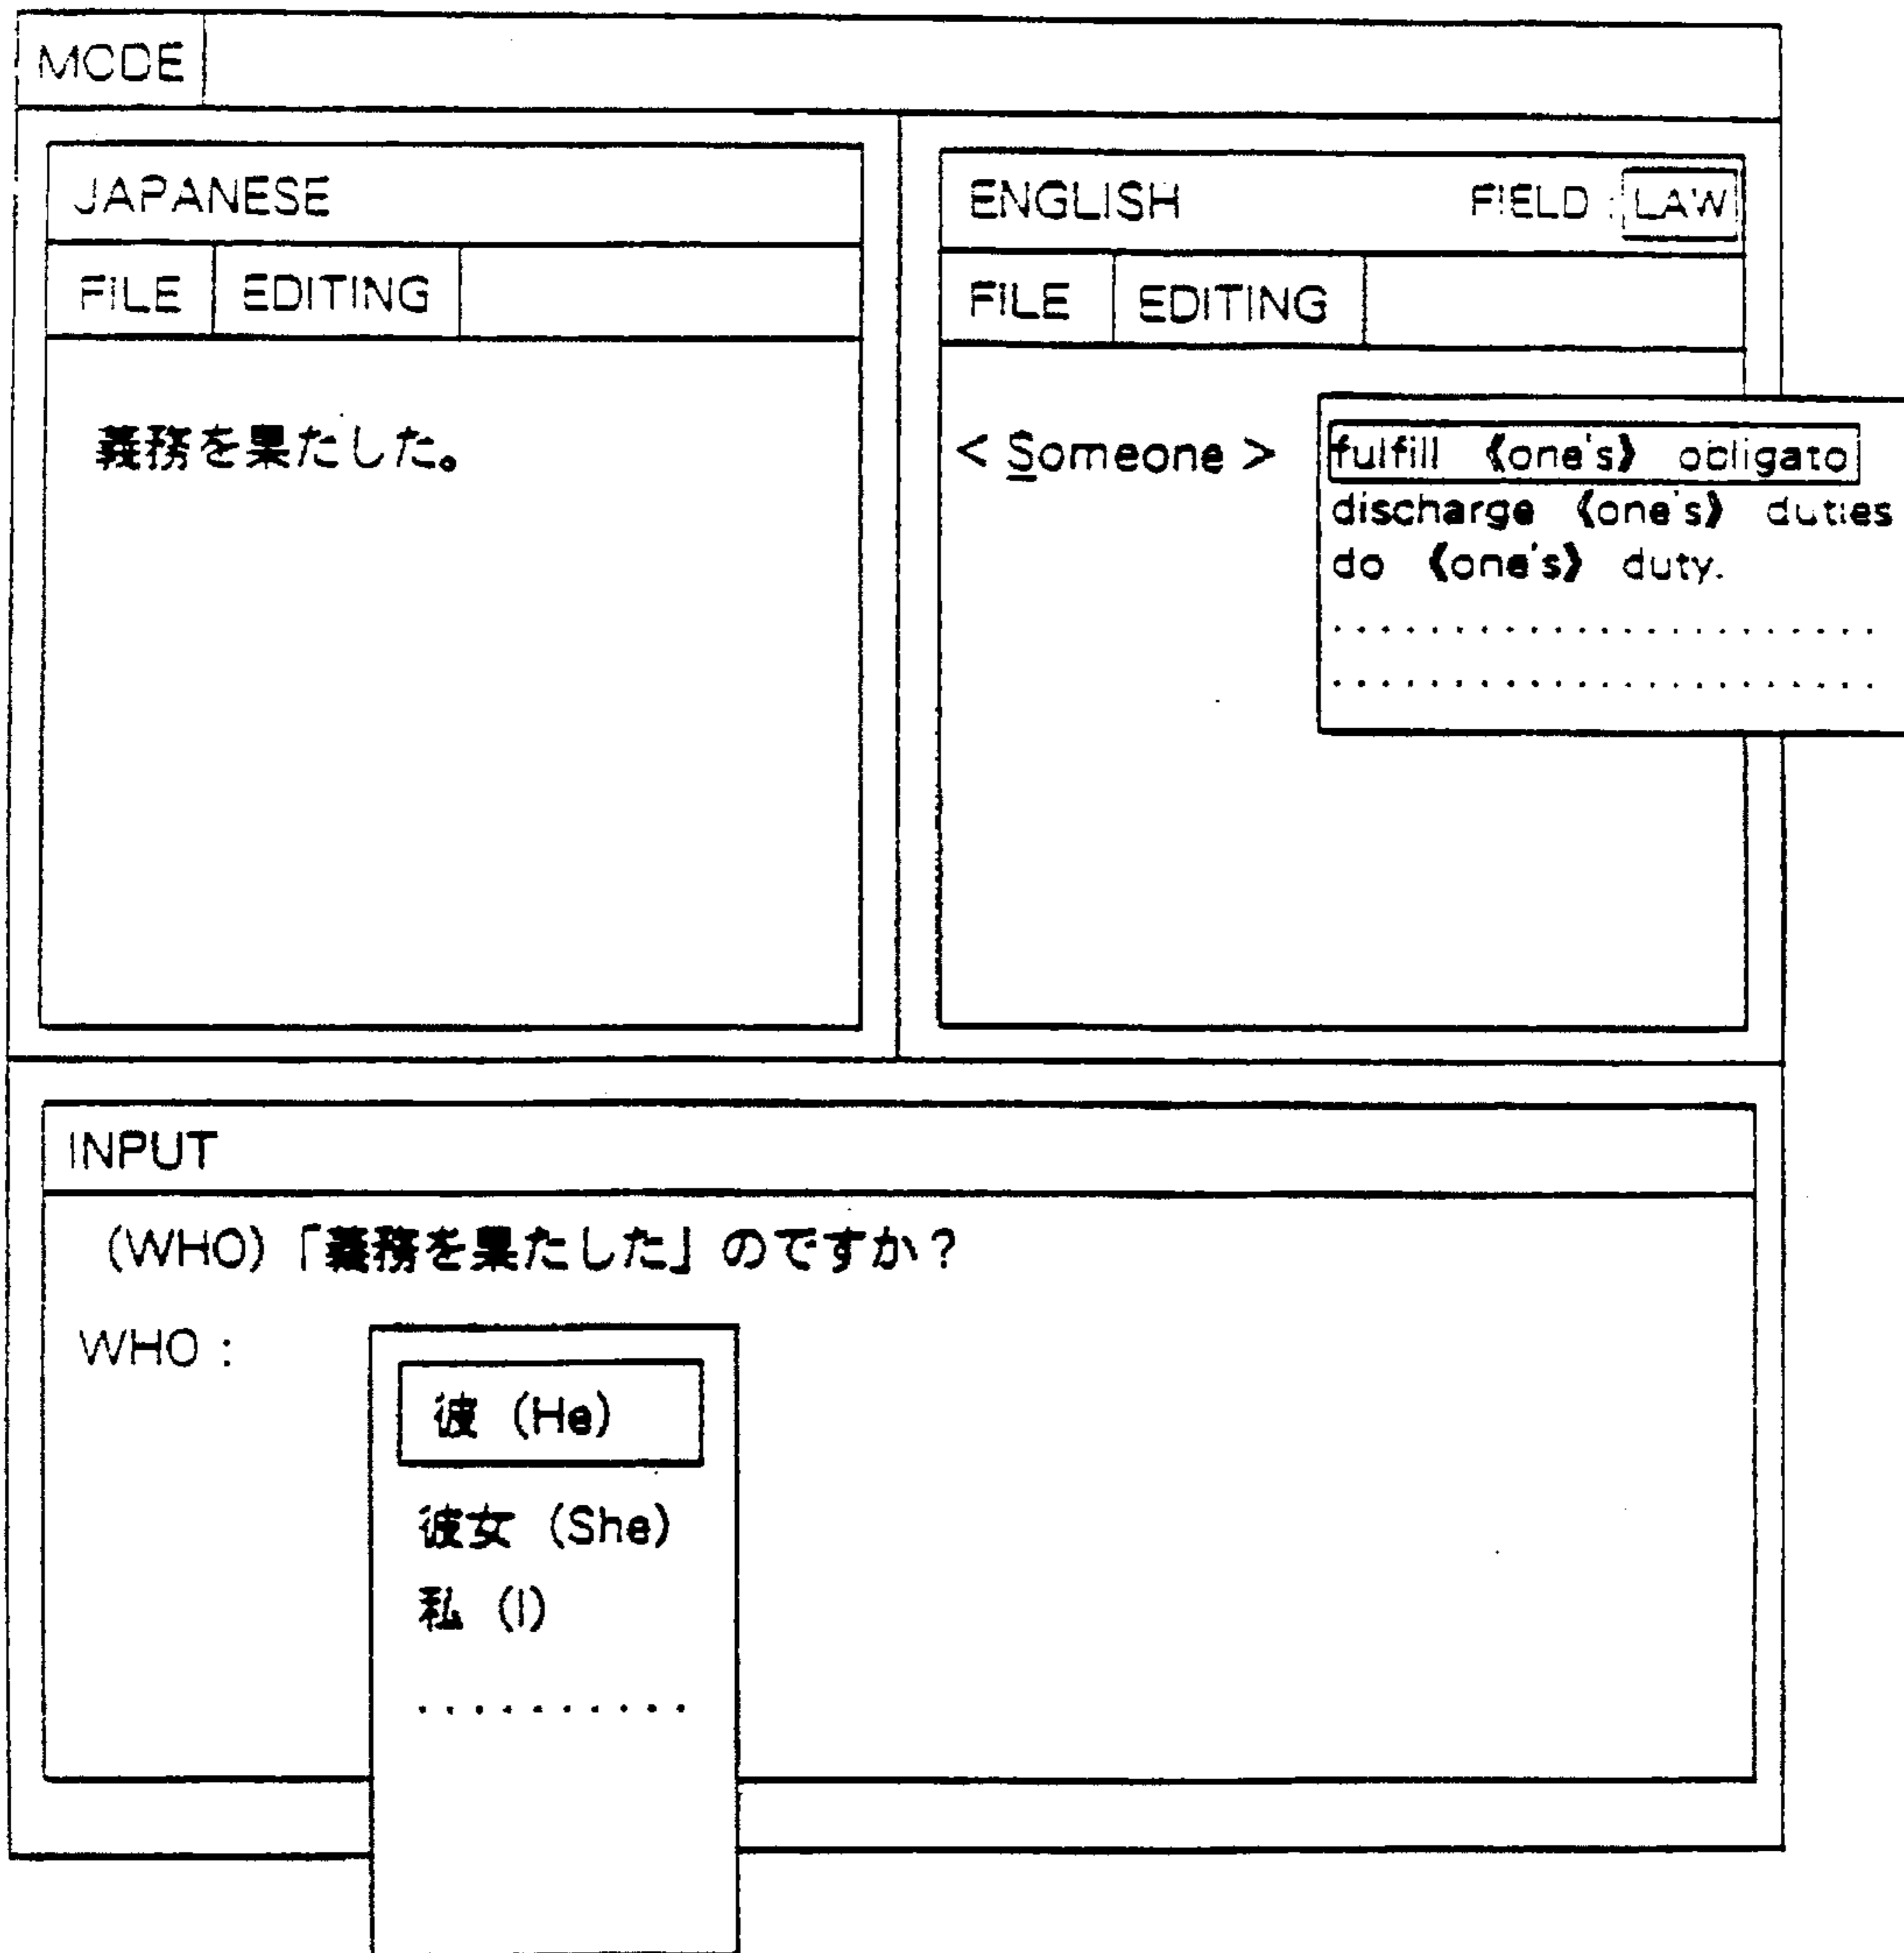 MODE
JAPANESE
FILE EDITING
義務を果たした。
ENGLISH FIELD : LAW
FILE EDITING
< Someone >
fulfill 《one's》 obligato
discharge 《one's》 duties
do 《one's》 duty.
.......................
.......................
INPUT
(WHO)「義務を果たした」のですか？
WHO :
彼 (He)
彼女 (She)
私 (I)
..........